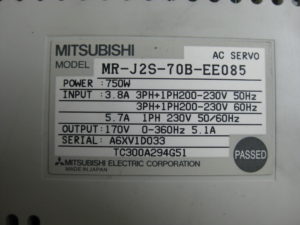 MITSUBISHI
AC SERVO
MODEL MR-J2S-70B-EE085
POWER :750W
INPUT :3.8A 3PH+1PH200-230V 50Hz
3PH+1PH200-230V 60Hz
5.7A 1PH 230V 50/60Hz
OUTPUT:170V 0-360Hz 5.1A
SERIAL: A6XV1D033
TC300A294G51
PASSED
MITSUBISHI ELECTRIC CORPORATION
MADE IN JAPAN